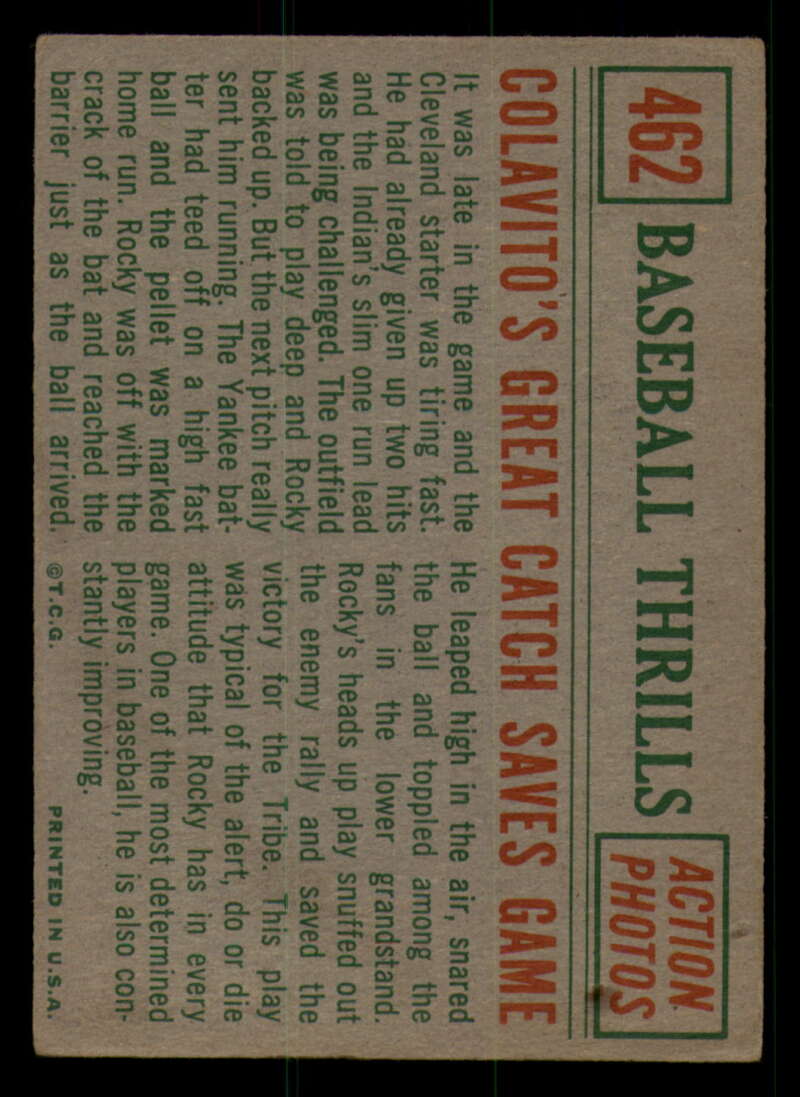 462
BASEBALL THRILLS
ACTION
PHOTOS
COLAVITO'S GREAT CATCH SAVES GAME
It was late in the game and the
Cleveland starter was tiring fast.
He had already given up two hits
and the Indian's slim one run lead
was being challenged. The outfield
was told to play deep and Rocky
backed up. But the next pitch really
sent him running. The Yankee bat-
ter had teed off on a high fast
ball and the pellet was marked
home run. Rocky was off with the
crack of the bat and reached the
barrier just as the ball arrived.
He leaped high in the air, snared
the ball and toppled among the
fans in the lower grandstand.
Rocky's heads up play snuffed out
the enemy rally and saved the
victory for the Tribe. This play
was typical of the alert, do or die
attitude that Rocky has in every
game. One of the most determined
players in baseball, he is also con-
stantly improving.
©T.C.G.
PRINTED IN U.S.A.